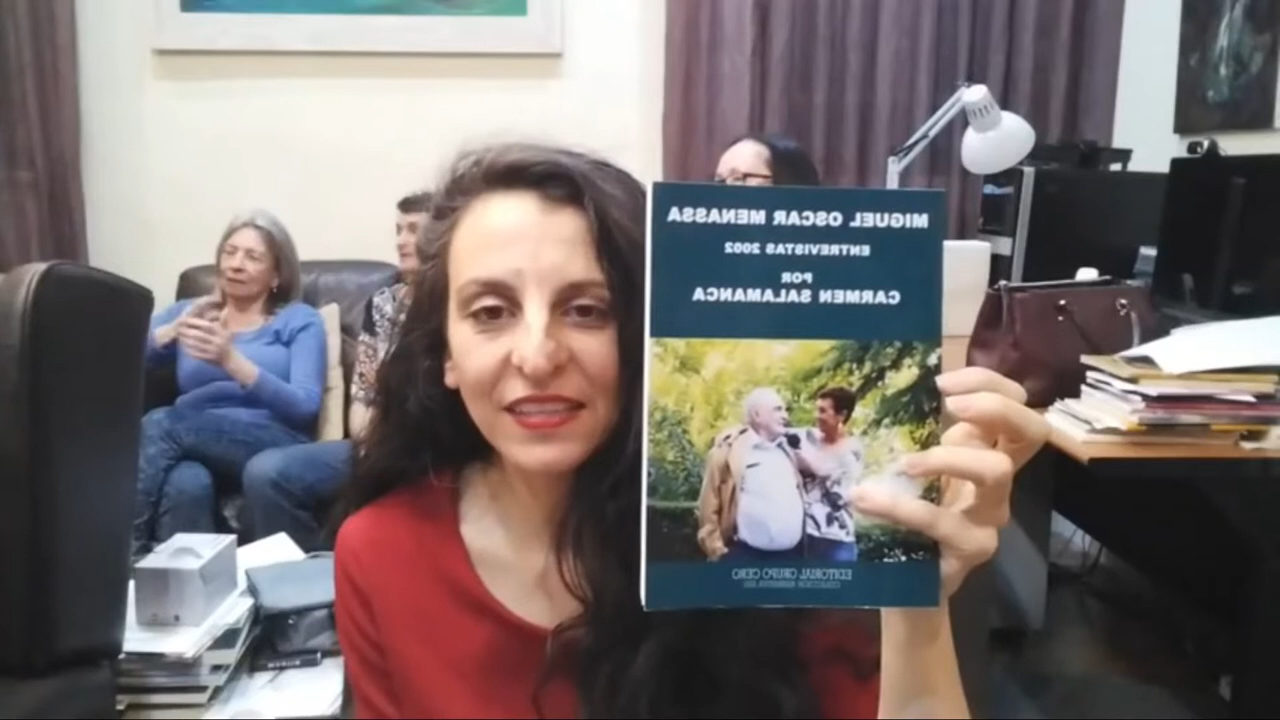 MIGUEL OSCAR MENASSA
ENTREVISTAS 2002
POR
CARMEN SALAMANCA
EDITORIAL GRUPO CERO